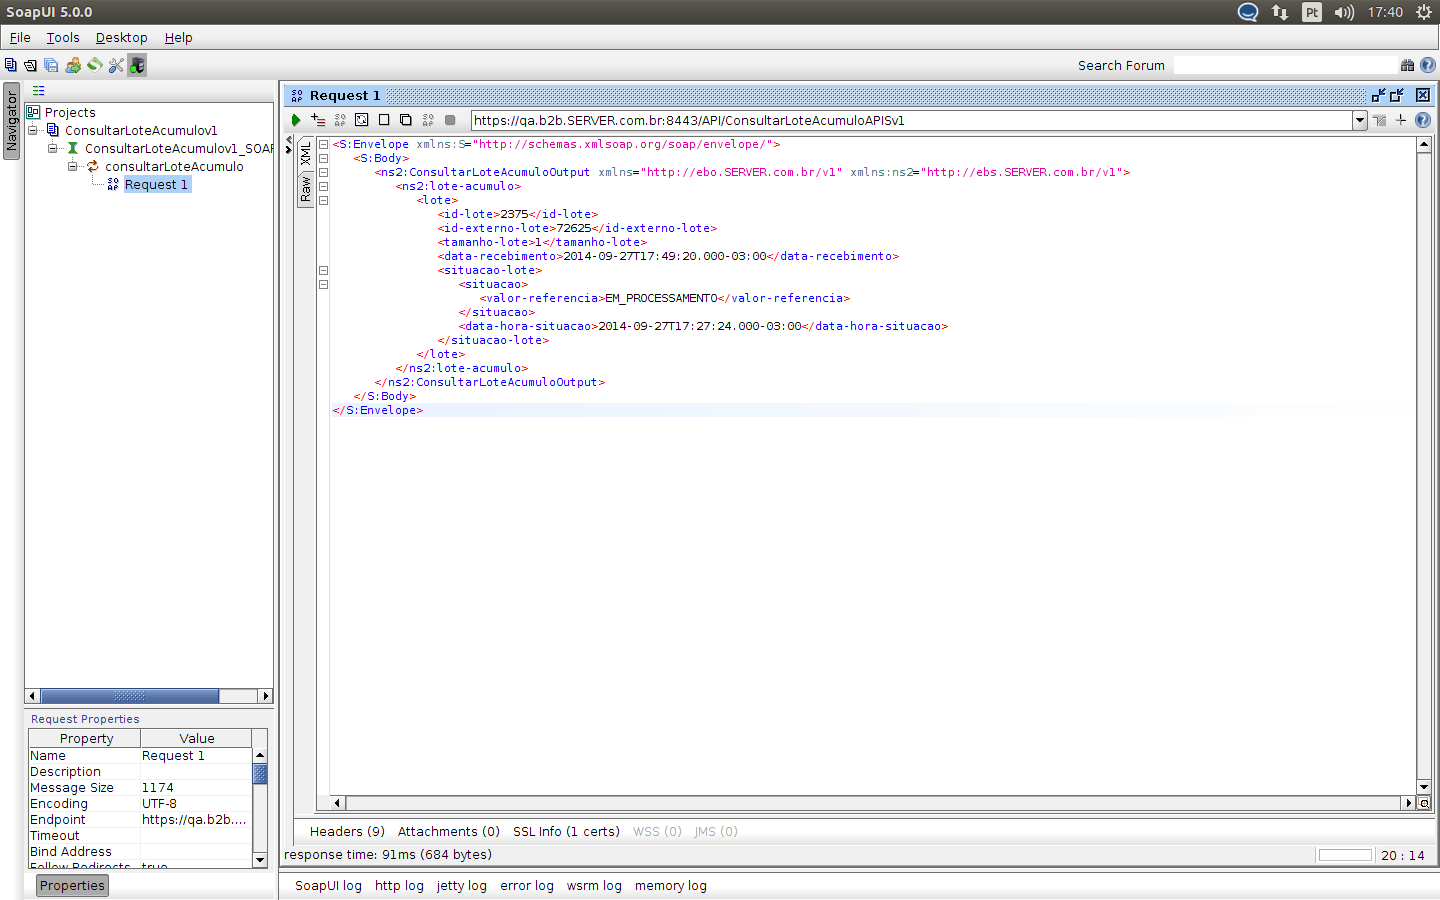 SoapUI 5.0.0
Pt
17:40
File Tools Desktop Help
Search Forum
Navigator
Projects
ConsultarLoteAcumulov1
ConsultarLoteAcumulov1_SOAP
consultarLoteAcumulo
Request 1
Request 1
https://qa.b2b.SERVER.com.br:8443/API/ConsultarLoteAcumuloAPISv1
XML
Raw
<S:Envelope xmlns:S="http://schemas.xmlsoap.org/soap/envelope/">
<S:Body>
<ns2:ConsultarLoteAcumuloOutput xmlns="http://ebo.SERVER.com.br/v1" xmlns:ns2="http://ebs.SERVER.com.br/v1">
<ns2:lote-acumulo>
<lote>
<id-lote>2375</id-lote>
<id-externo-lote>72625</id-externo-lote>
<tamanho-lote>1</tamanho-lote>
<data-recebimento>2014-09-27T17:49:20.000-03:00</data-recebimento>
<situacao-lote>
<situacao>
<valor-referencia>EM_PROCESSAMENTO</valor-referencia>
</situacao>
<data-hora-situacao>2014-09-27T17:27:24.000-03:00</data-hora-situacao>
</situacao-lote>
</lote>
</ns2:lote-acumulo>
</ns2:ConsultarLoteAcumuloOutput>
</S:Body>
</S:Envelope>
Request Properties
Property Value
Name Request 1
Description
Message Size 1174
Encoding UTF-8
Endpoint https://qa.b2b....
Timeout
Bind Address
Follow Redirects true
Properties
Headers (9) Attachments (0) SSL Info (1 certs) WSS (0) JMS (0)
response time: 91ms (684 bytes)
20 : 14
SoapUI log http log jetty log error log wsrm log memory log